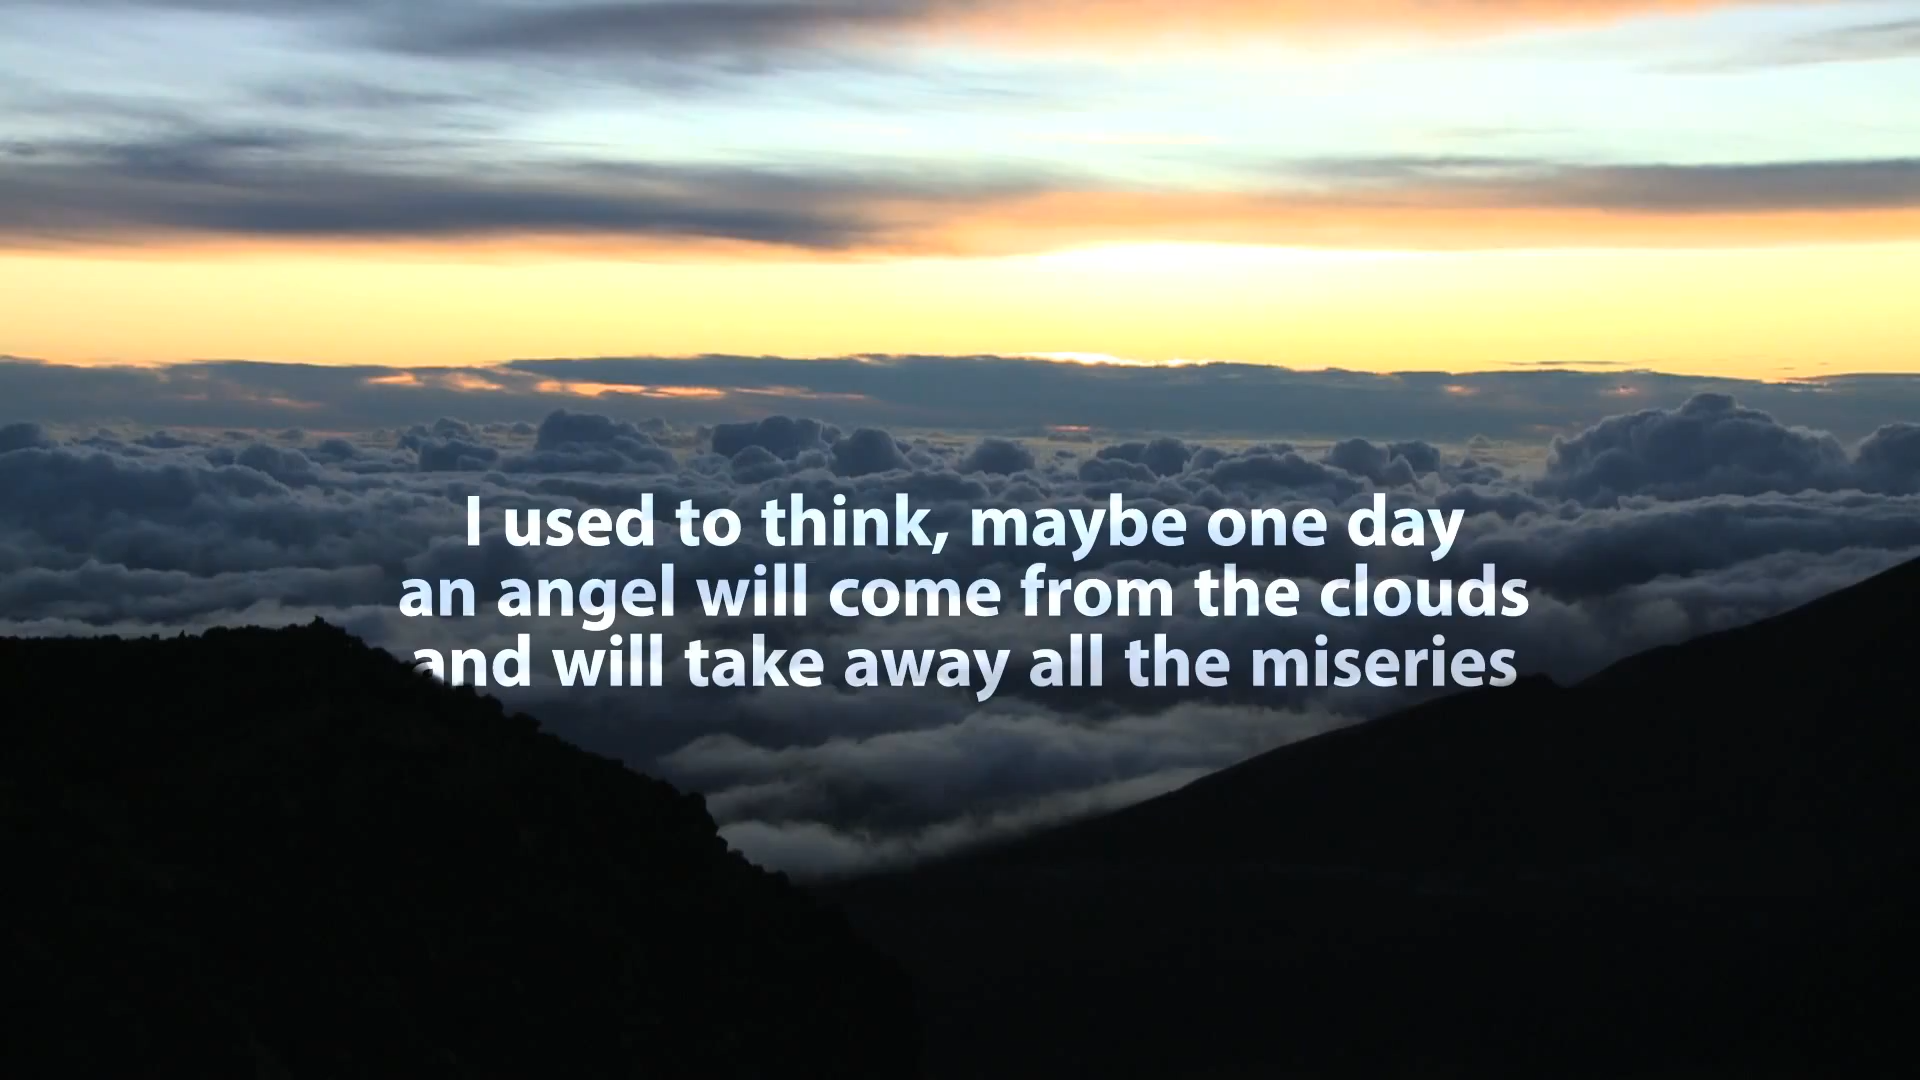 I used to think, maybe one day
an angel will come from the clouds
and will take away all the miseries